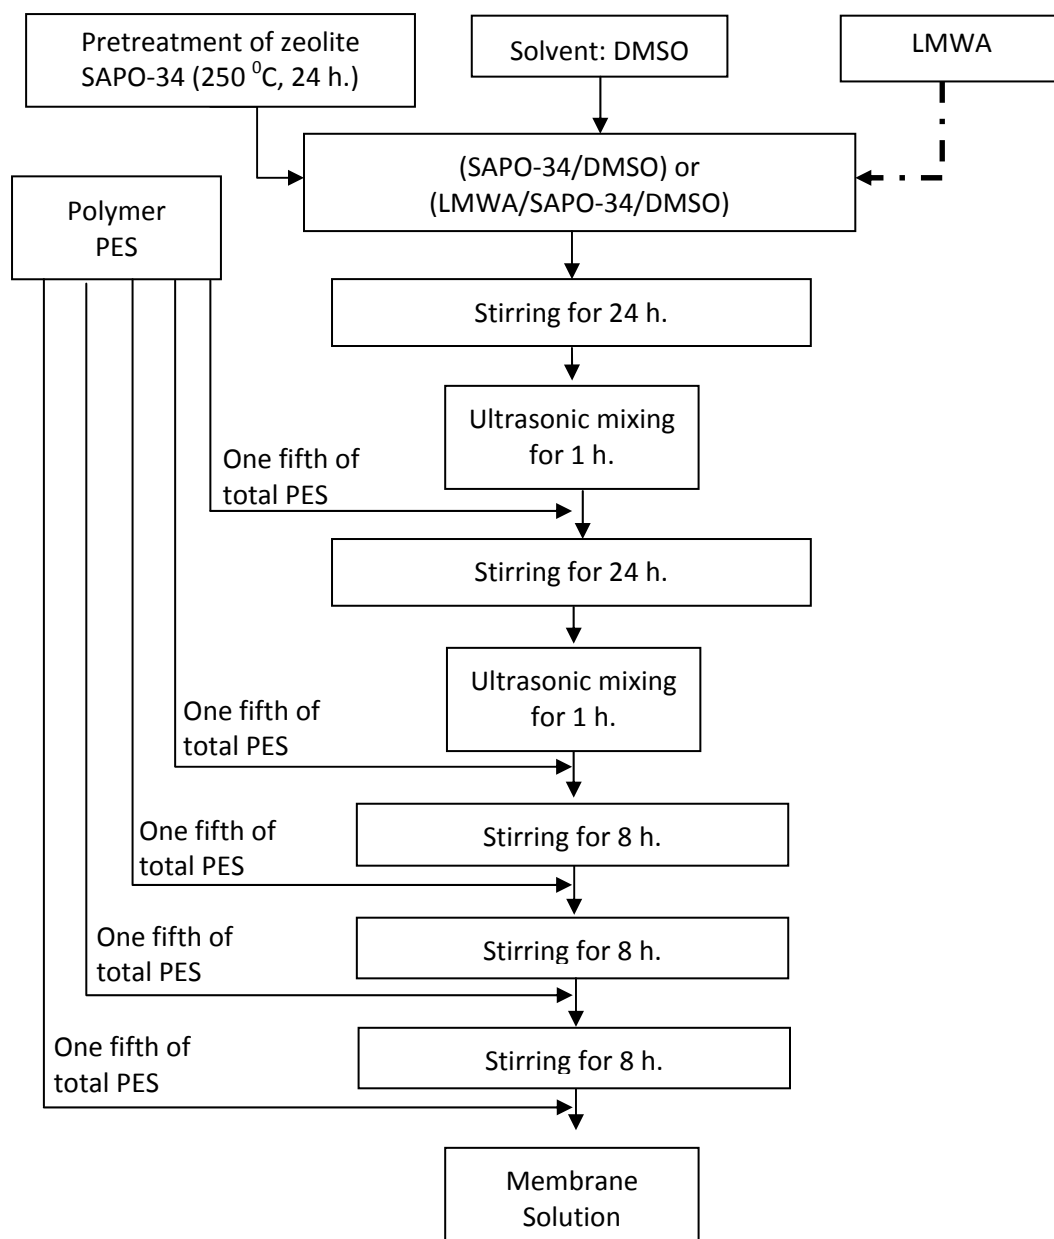 Pretreatment of zeolite
SAPO-34 (250 ⁰C, 24 h.)
Solvent: DMSO
LMWA
(SAPO-34/DMSO) or
(LMWA/SAPO-34/DMSO)
Polymer
PES
Stirring for 24 h.
Ultrasonic mixing
for 1 h.
One fifth of
total PES
Stirring for 24 h.
Ultrasonic mixing
for 1 h.
One fifth of
total PES
Stirring for 8 h.
One fifth of
total PES
Stirring for 8 h.
One fifth of
total PES
Stirring for 8 h.
One fifth of
total PES
Membrane
Solution